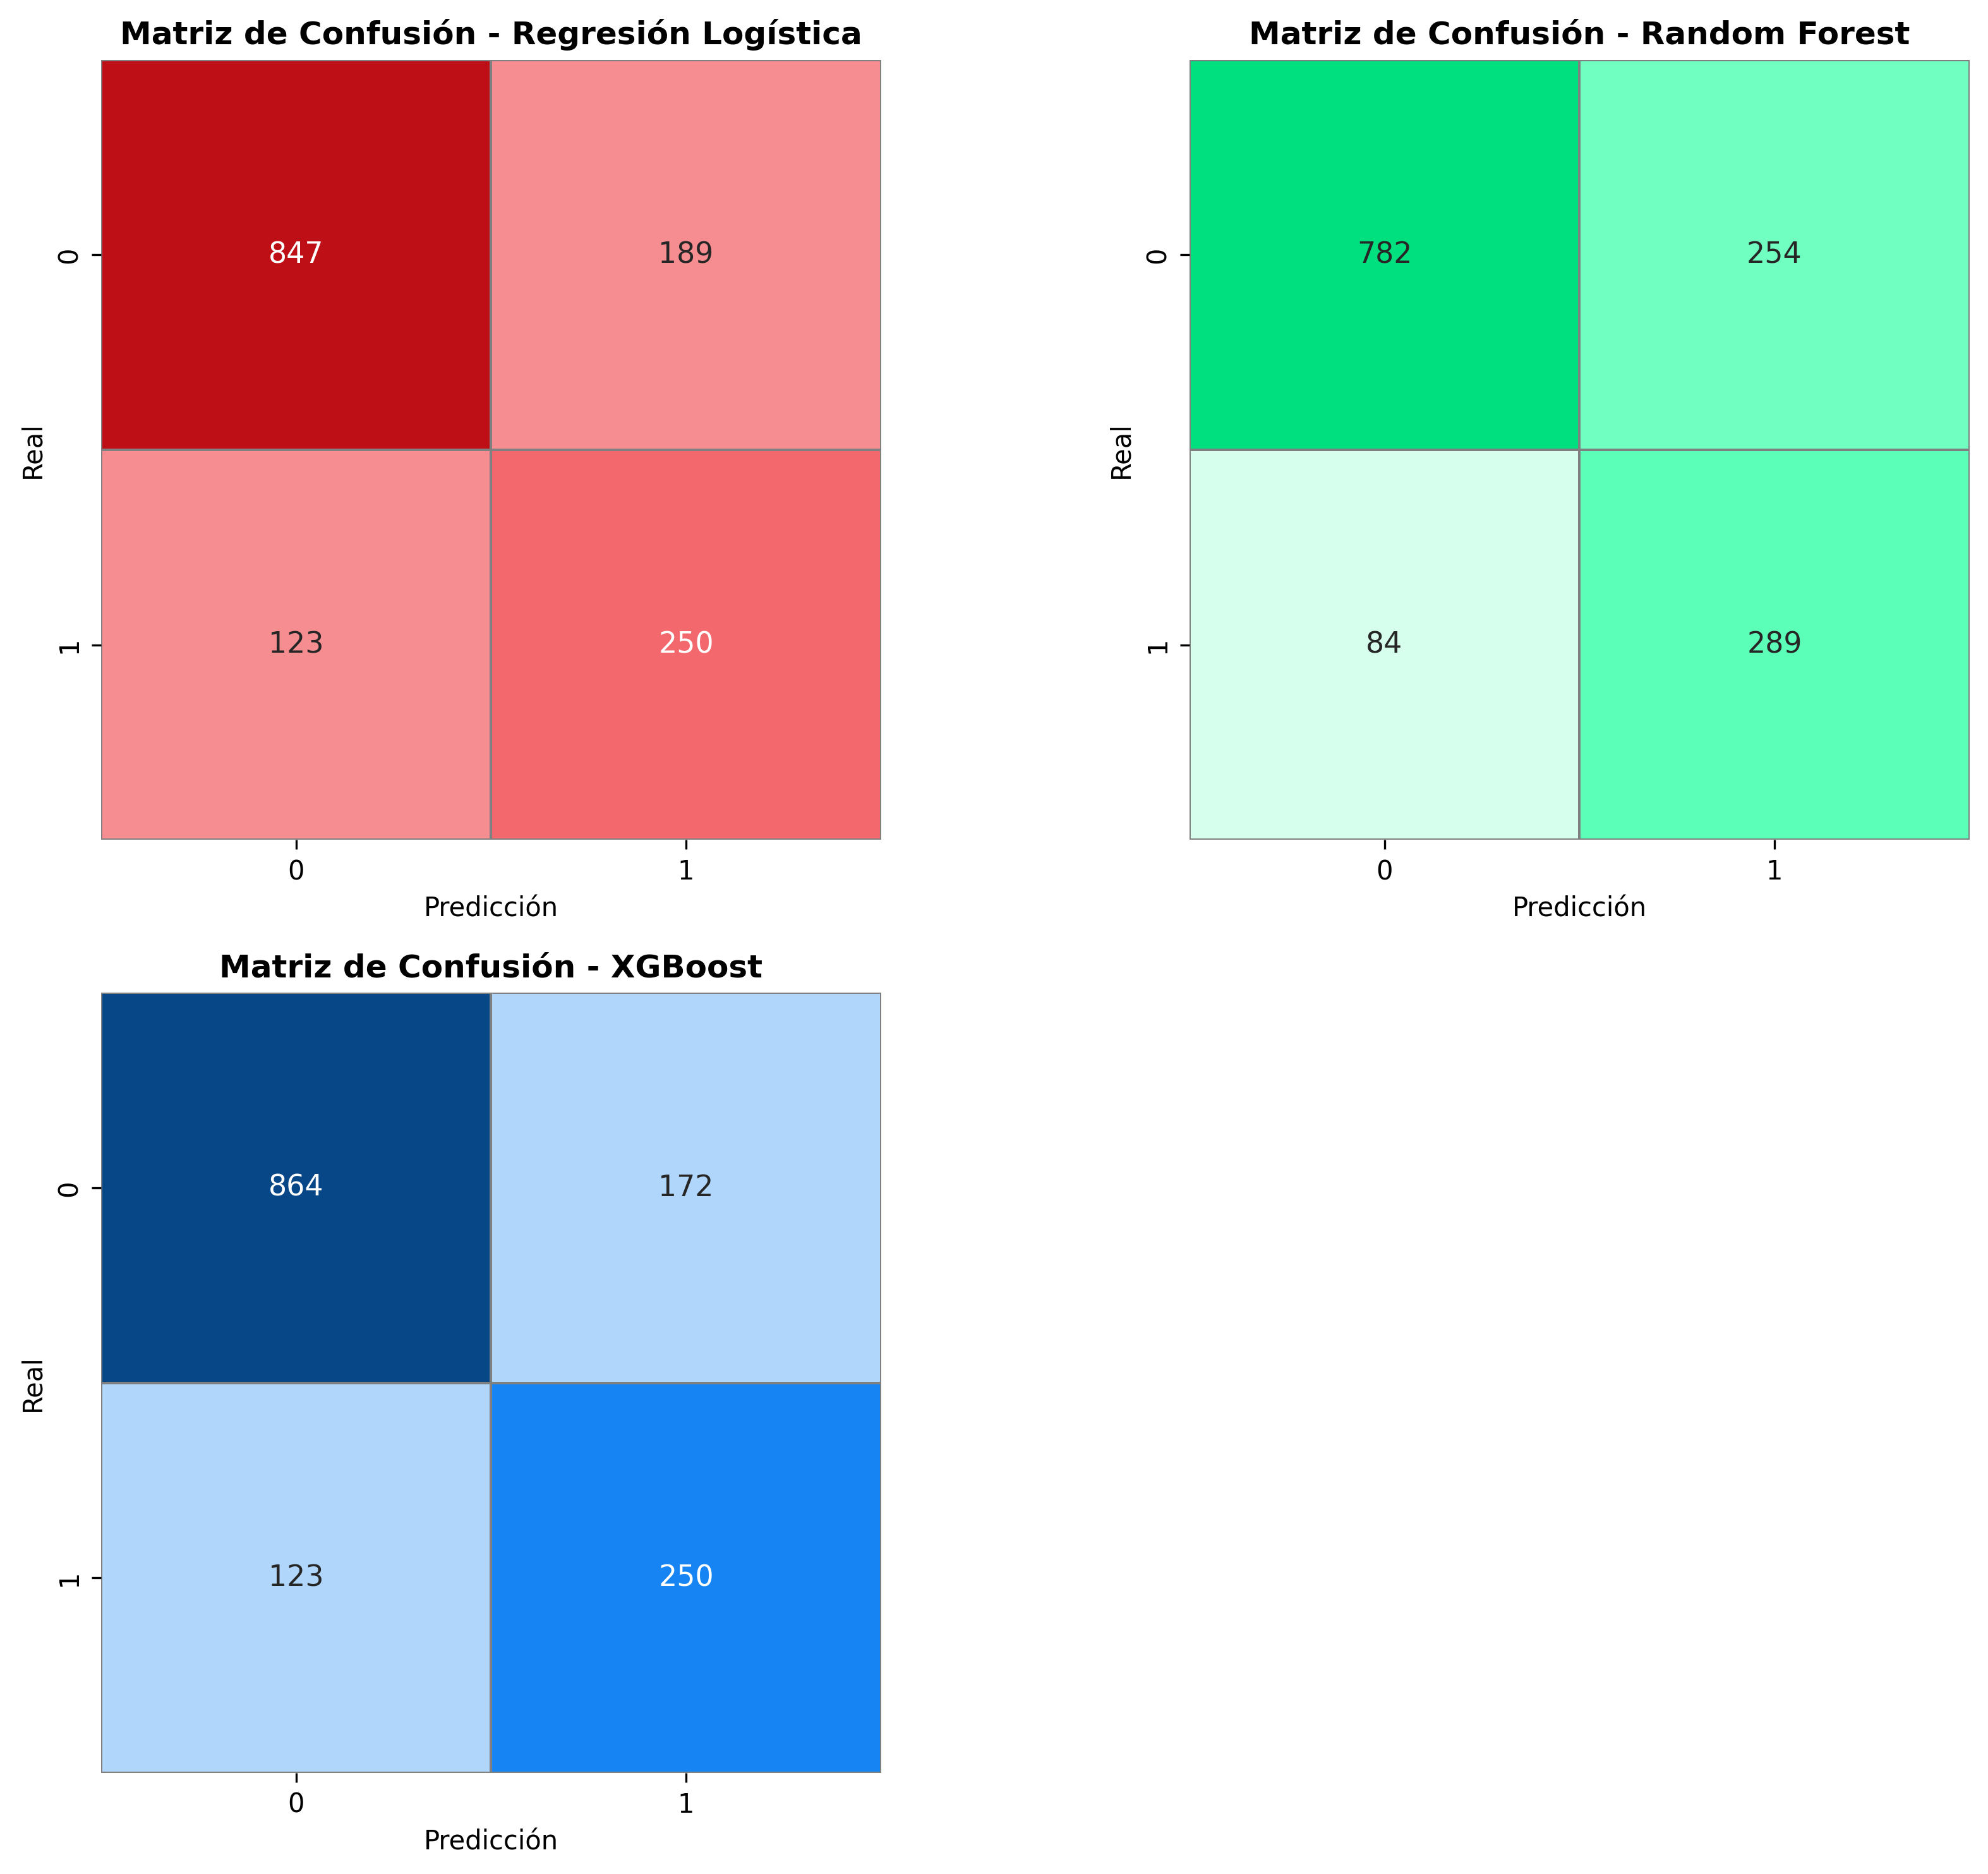 Matriz de Confusión - Regresión Logística
Real
0
847
189
1
123
250
0
1
Predicción
Matriz de Confusión - Random Forest
Real
0
782
254
1
84
289
0
1
Predicción
Matriz de Confusión - XGBoost
Real
0
864
172
1
123
250
0
1
Predicción